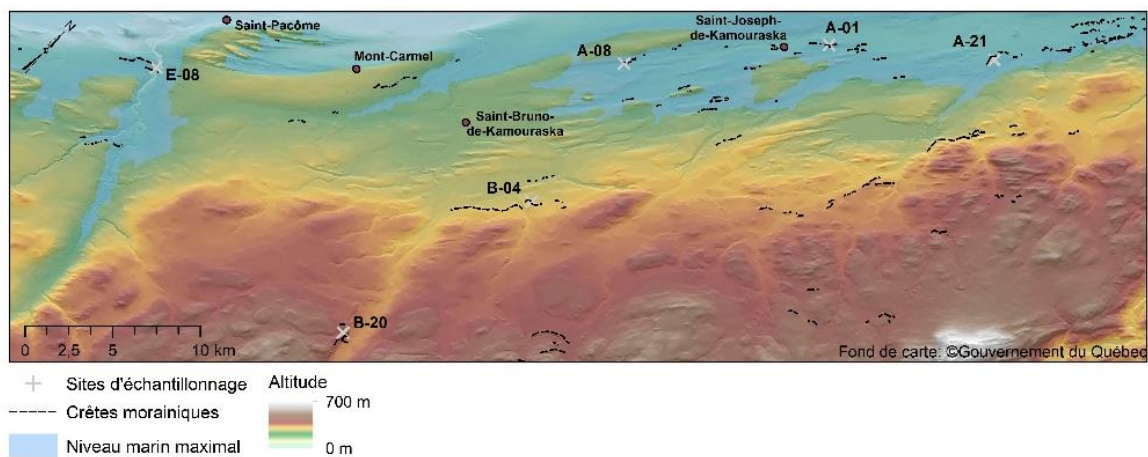 N
Saint-Pacôme
Saint-Joseph-
de-Kamouraska
A-01
A-08
A-21
E-08
Mont-Carmel
Saint-Bruno-
de-Kamouraska
B-04
B-20
0 2,5 5 10 km
Fond de carte: ©Gouvernement du Québec
Sites d'échantillonnage
Altitude
700 m
Crêtes morainiques
0 m
Niveau marin maximal